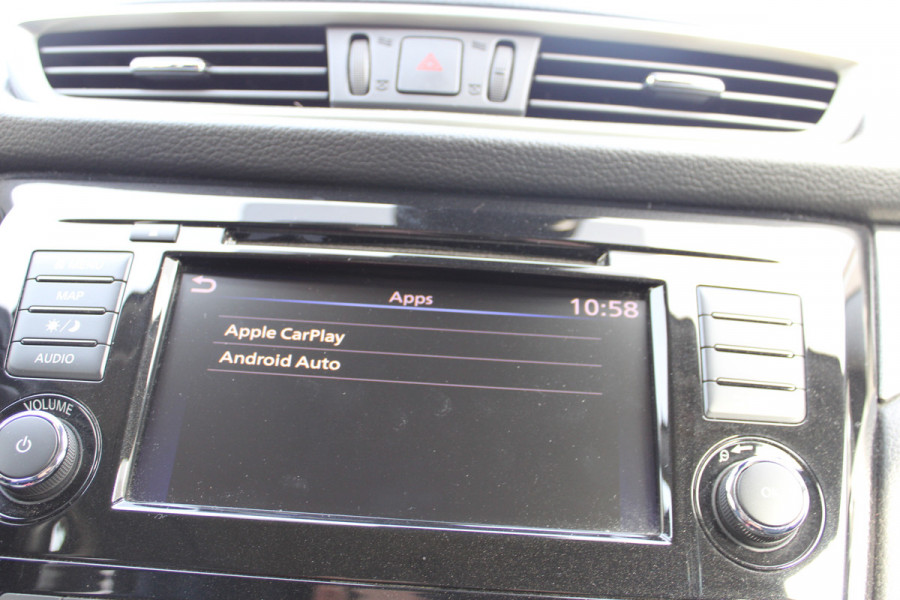 Apps
10:58
Apple CarPlay
Android Auto
MAP
AUDIO
VOLUME